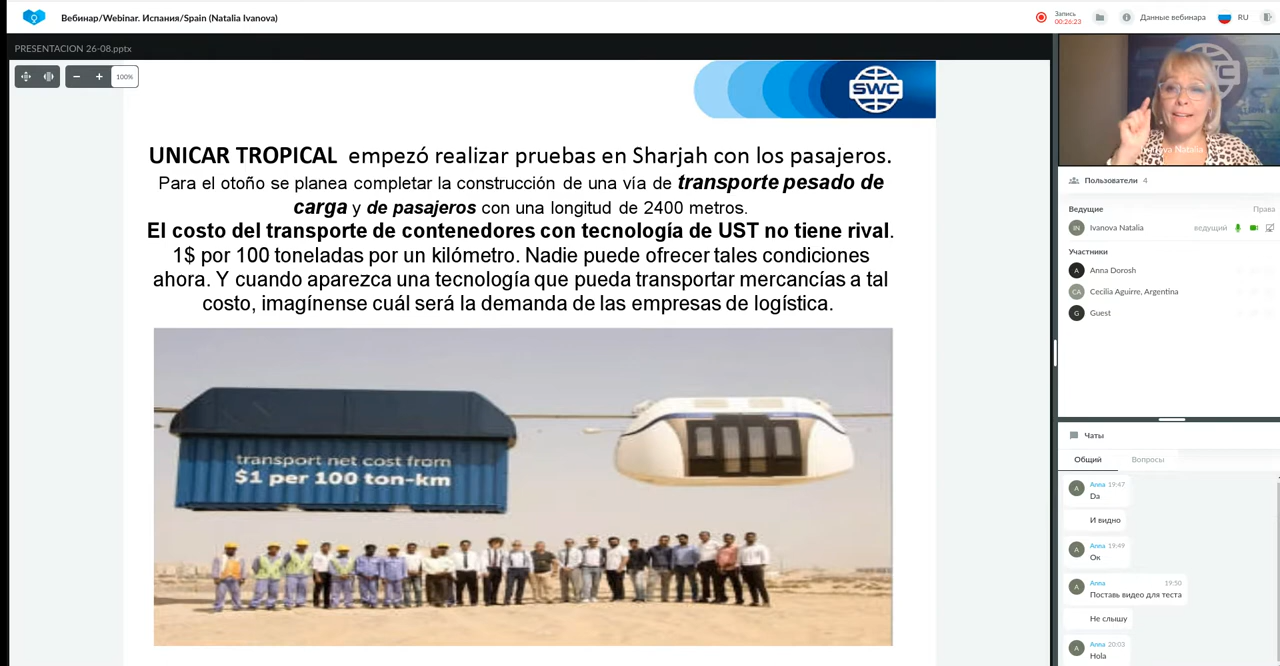 Вебинар/Webinar. Испания/Spain (Natalia Ivanova)
Запись
00:26:23
Данные вебинара
RU
PRESENTACION 26-08.pptx
100%
SWC
UNICAR TROPICAL empezó realizar pruebas en Sharjah con los pasajeros.
Para el otoño se planea completar la construcción de una vía de transporte pesado de
carga y de pasajeros con una longitud de 2400 metros.
El costo del transporte de contenedores con tecnología de UST no tiene rival.
1$ por 100 toneladas por un kilómetro. Nadie puede ofrecer tales condiciones
ahora. Y cuando aparezca una tecnología que pueda transportar mercancías a tal
costo, imagínense cuál será la demanda de las empresas de logística.
transport net cost from
$1 per 100 ton-km
Natalia
Пользователи 4
Ведущие
Права
IN
Ivanova Natalia
ведущий
Участники
A
Anna Dorosh
CA
Cecilia Aguirre, Argentina
G
Guest
Чаты
Общий
Вопросы
A
Anna 19:47
Da
И видно
A
Anna 19:49
Ок
A
Anna 19:50
Поставь видео для теста
Не слышу
A
Anna 20:03
Hola